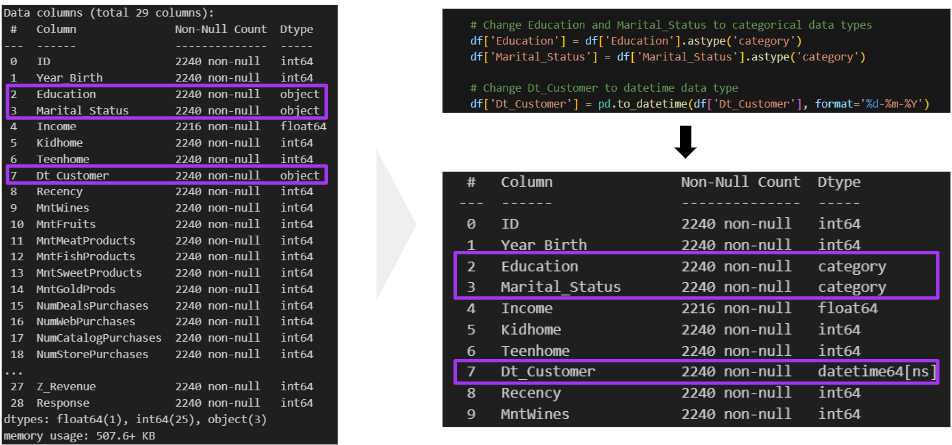 Data columns (total 29 columns):
 #   Column               Non-Null Count  Dtype
---  ------               --------------  -----
 0   ID                   2240 non-null   int64
 1   Year_Birth           2240 non-null   int64
 2   Education            2240 non-null   object
 3   Marital_Status       2240 non-null   object
 4   Income               2216 non-null   float64
 5   Kidhome              2240 non-null   int64
 6   Teenhome             2240 non-null   int64
 7   Dt_Customer          2240 non-null   object
 8   Recency              2240 non-null   int64
 9   MntWines             2240 non-null   int64
 10  MntFruits            2240 non-null   int64
 11  MntMeatProducts      2240 non-null   int64
 12  MntFishProducts      2240 non-null   int64
 13  MntSweetProducts     2240 non-null   int64
 14  MntGoldProds         2240 non-null   int64
 15  NumDealsPurchases    2240 non-null   int64
 16  NumWebPurchases      2240 non-null   int64
 17  NumCatalogPurchases  2240 non-null   int64
 18  NumStorePurchases    2240 non-null   int64
...
 27  Z_Revenue            2240 non-null   int64
 28  Response             2240 non-null   int64
dtypes: float64(1), int64(25), object(3)
memory usage: 507.6+ KB
# Change Education and Marital_Status to categorical data types
df['Education'] = df['Education'].astype('category')
df['Marital_Status'] = df['Marital_Status'].astype('category')
# Change Dt_Customer to datetime data type
df['Dt_Customer'] = pd.to_datetime(df['Dt_Customer'], format='%d-%m-%Y')
 #   Column               Non-Null Count  Dtype
---  ------               --------------  -----
 0   ID                   2240 non-null   int64
 1   Year_Birth           2240 non-null   int64
 2   Education            2240 non-null   category
 3   Marital_Status       2240 non-null   category
 4   Income               2216 non-null   float64
 5   Kidhome              2240 non-null   int64
 6   Teenhome             2240 non-null   int64
 7   Dt_Customer          2240 non-null   datetime64[ns]
 8   Recency              2240 non-null   int64
 9   MntWines             2240 non-null   int64